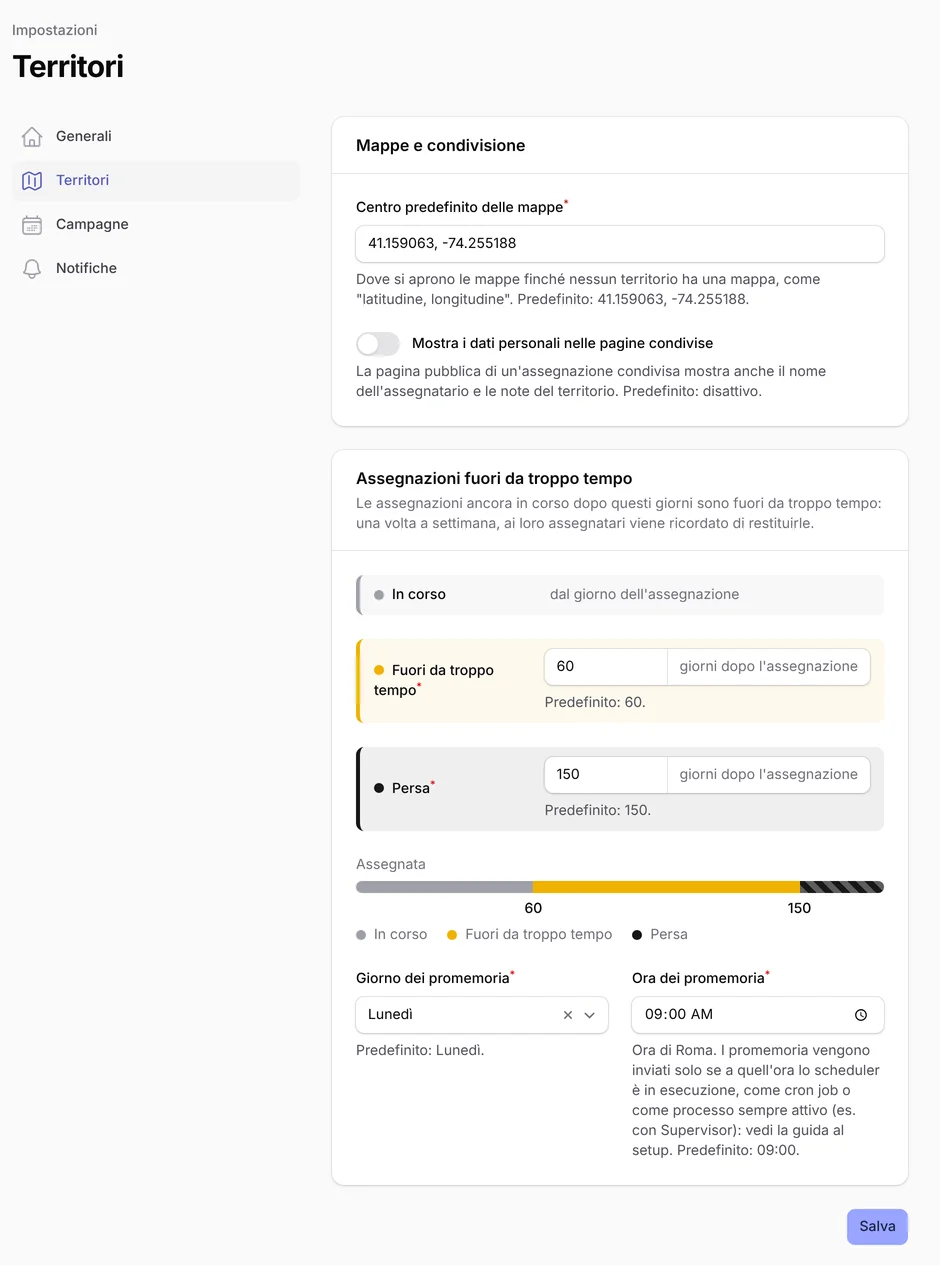 Impostazioni
Territori
Generali
Territori
Campagne
Notifiche
Mappe e condivisione
Centro predefinito delle mappe*
41.159063, -74.255188
Dove si aprono le mappe finché nessun territorio ha una mappa, come
"latitudine, longitudine". Predefinito: 41.159063, -74.255188.
Mostra i dati personali nelle pagine condivise
La pagina pubblica di un'assegnazione condivisa mostra anche il nome
dell'assegnatario e le note del territorio. Predefinito: disattivo.
Assegnazioni fuori da troppo tempo
Le assegnazioni ancora in corso dopo questi giorni sono fuori da troppo tempo:
una volta a settimana, ai loro assegnatari viene ricordato di restituirle.
In corso
dal giorno dell'assegnazione
Fuori da troppo
tempo*
60
giorni dopo l'assegnazione
Predefinito: 60.
Persa*
150
giorni dopo l'assegnazione
Predefinito: 150.
Assegnata
60
150
In corso
Fuori da troppo tempo
Persa
Giorno dei promemoria*
Lunedì
Predefinito: Lunedì.
Ora dei promemoria*
09:00 AM
Ora di Roma. I promemoria vengono
inviati solo se a quell'ora lo scheduler
è in esecuzione, come cron job o
come processo sempre attivo (es.
con Supervisor): vedi la guida al
setup. Predefinito: 09:00.
Salva